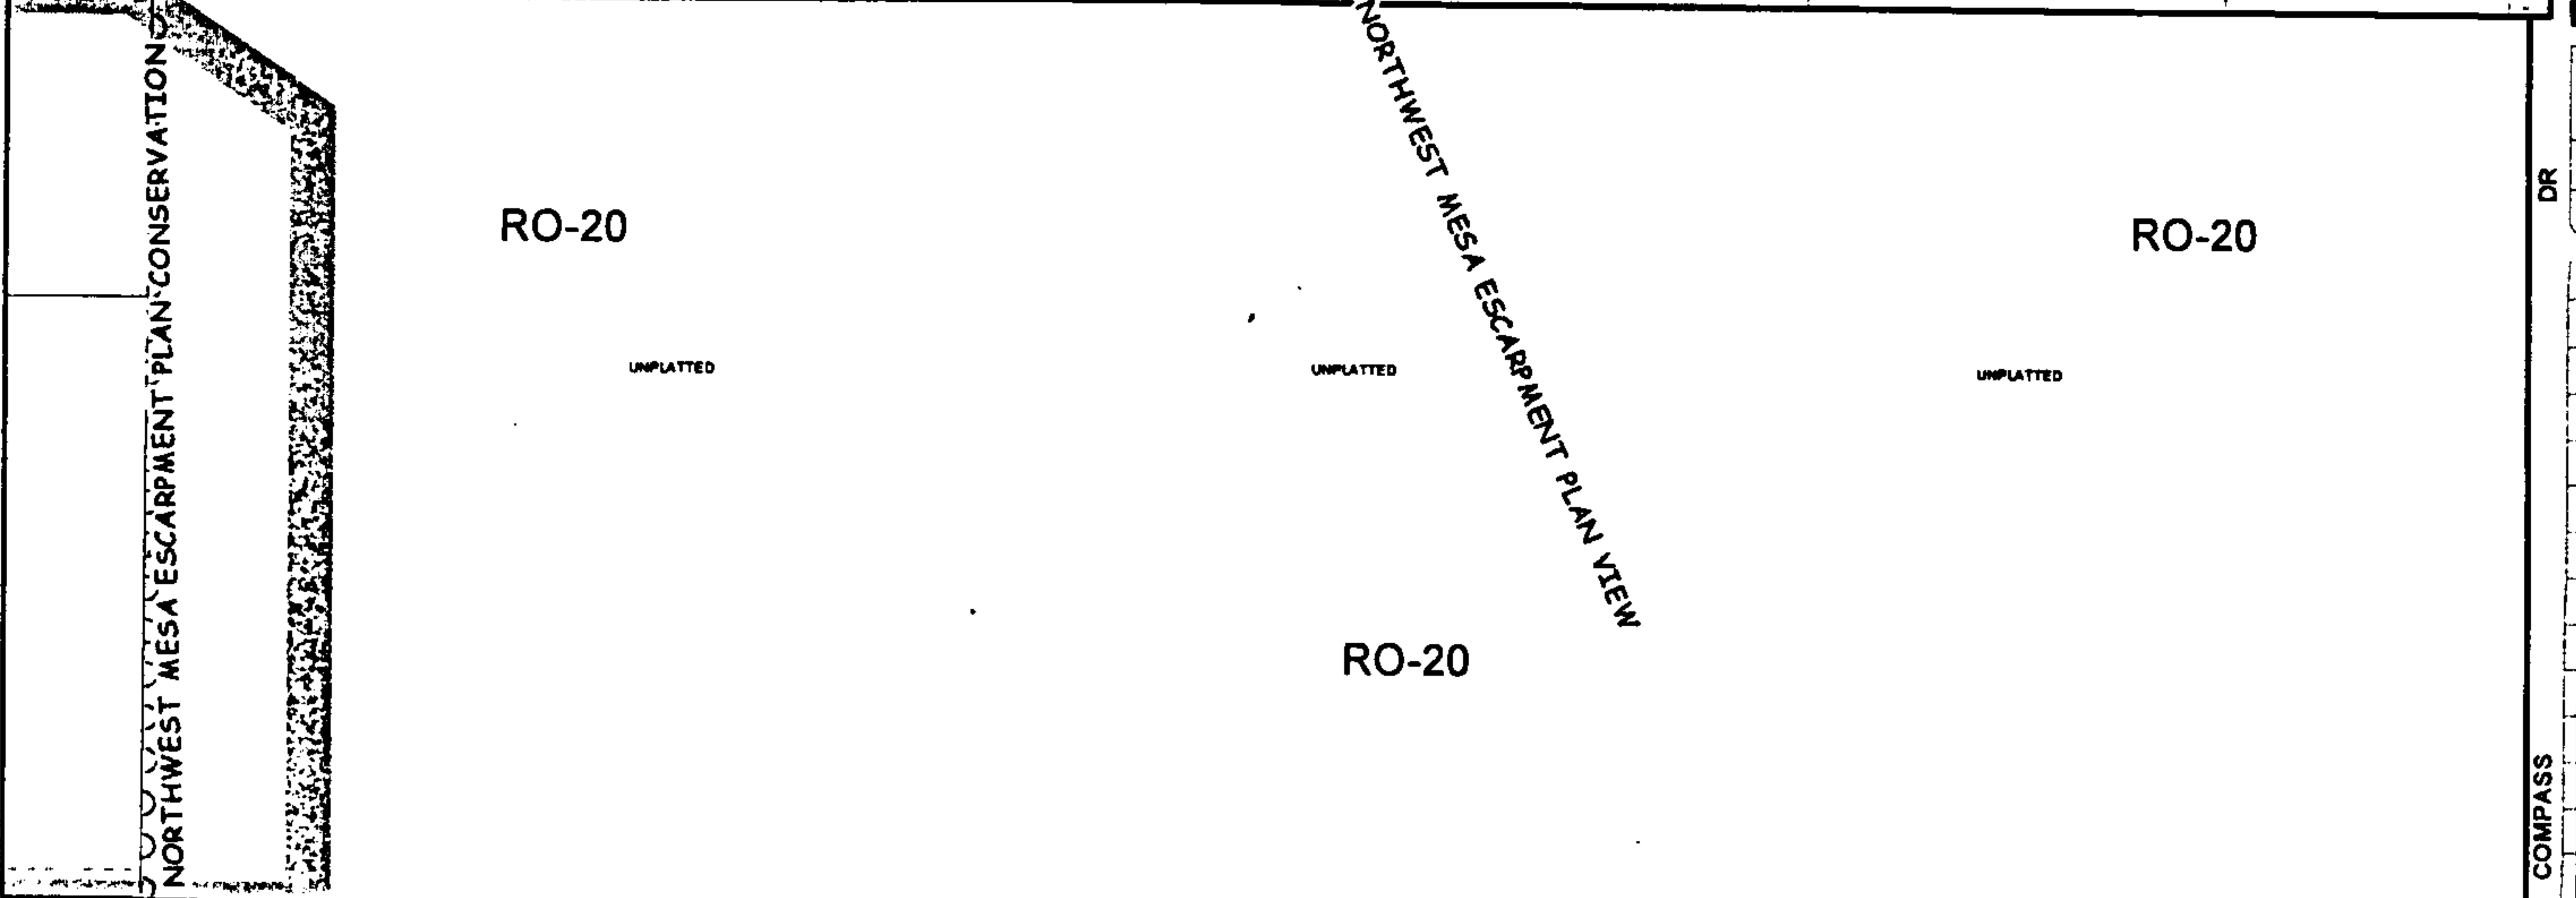 NORTHWEST MESA ESCARPMENT PLAN CONSERVATION
NORTHWEST MESA ESCARPMENT PLAN VIEW
RO-20
RO-20
UNPLATTED
UNPLATTED
UNPLATTED
RO-20
COMPASS DR